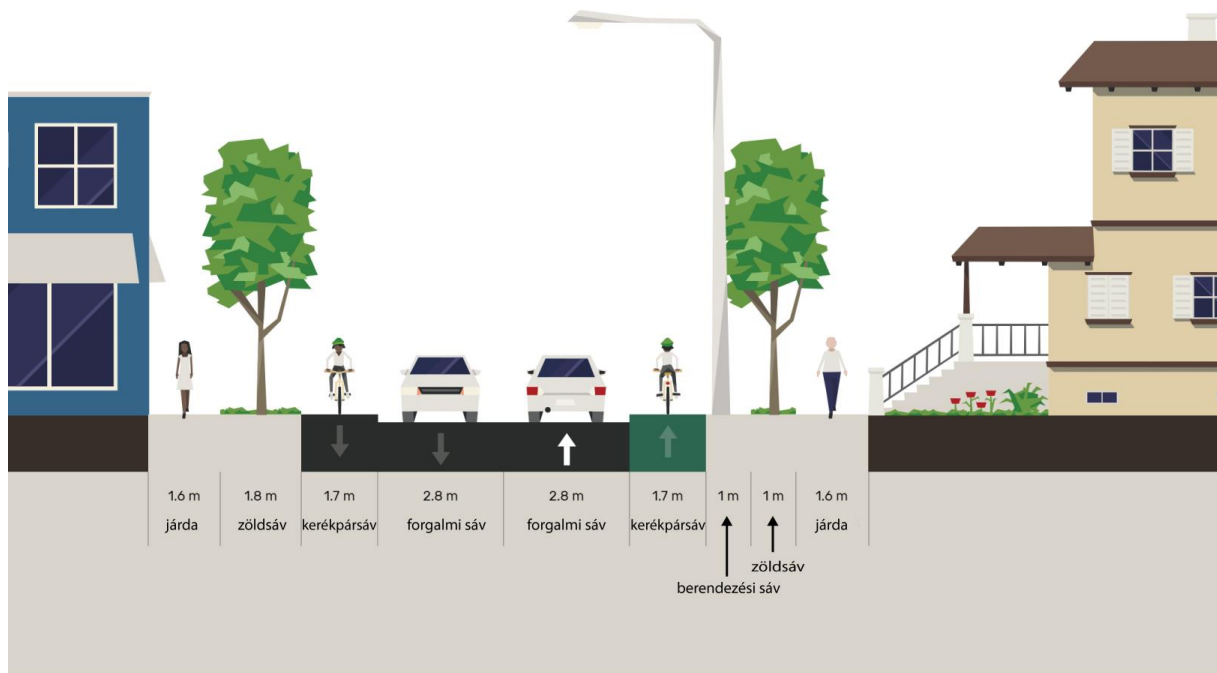 1.6 m 1.8 m 1.7 m 2.8 m 2.8 m 1.7 m 1 m 1 m 1.6 m
járda zöldsáv kerékpársáv forgalmi sáv forgalmi sáv kerékpársáv járda
zöldsáv
berendezési sáv